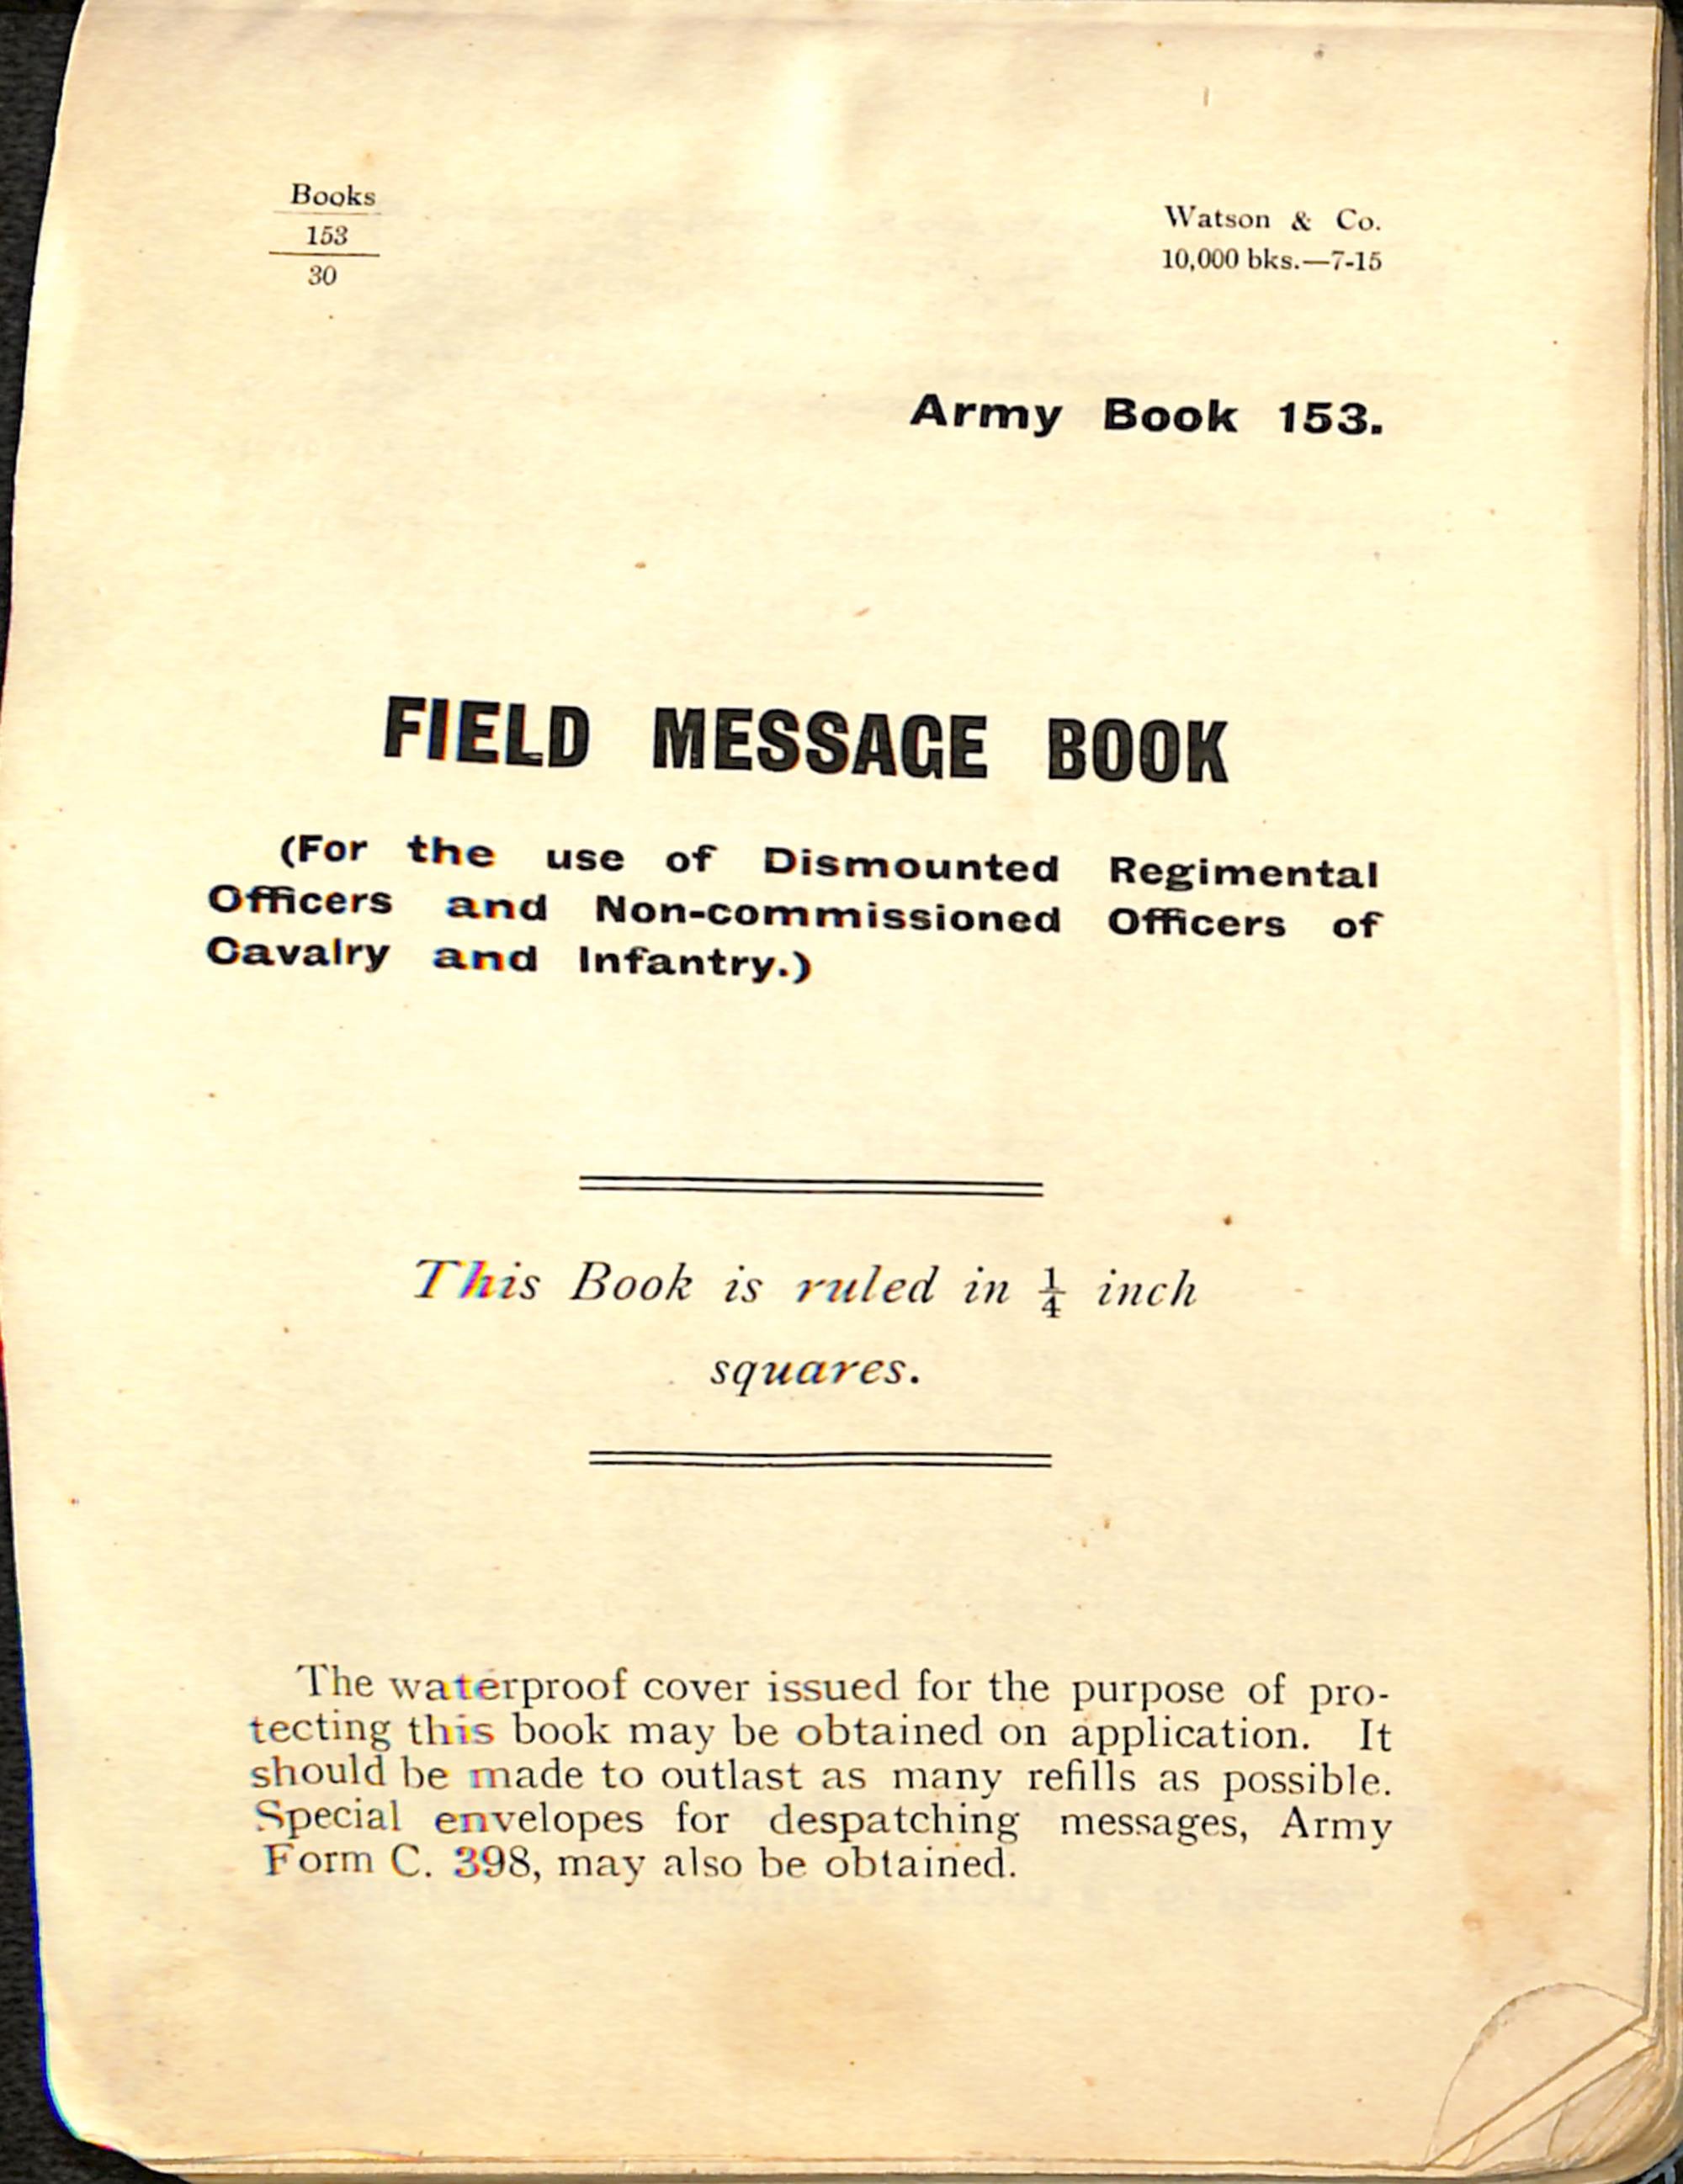 Books
153
30
Watson & Co.
10,000 bks.—7-15
Army Book 153.
FIELD MESSAGE BOOK
(For the use of Dismounted Regimental
Officers and Non-commissioned Officers of
Cavalry and Infantry.)
This Book is ruled in ¼ inch
squares.
The waterproof cover issued for the purpose of pro-
tecting this book may be obtained on application. It
should be made to outlast as many refills as possible.
Special envelopes for despatching messages, Army
Form C. 398, may also be obtained.